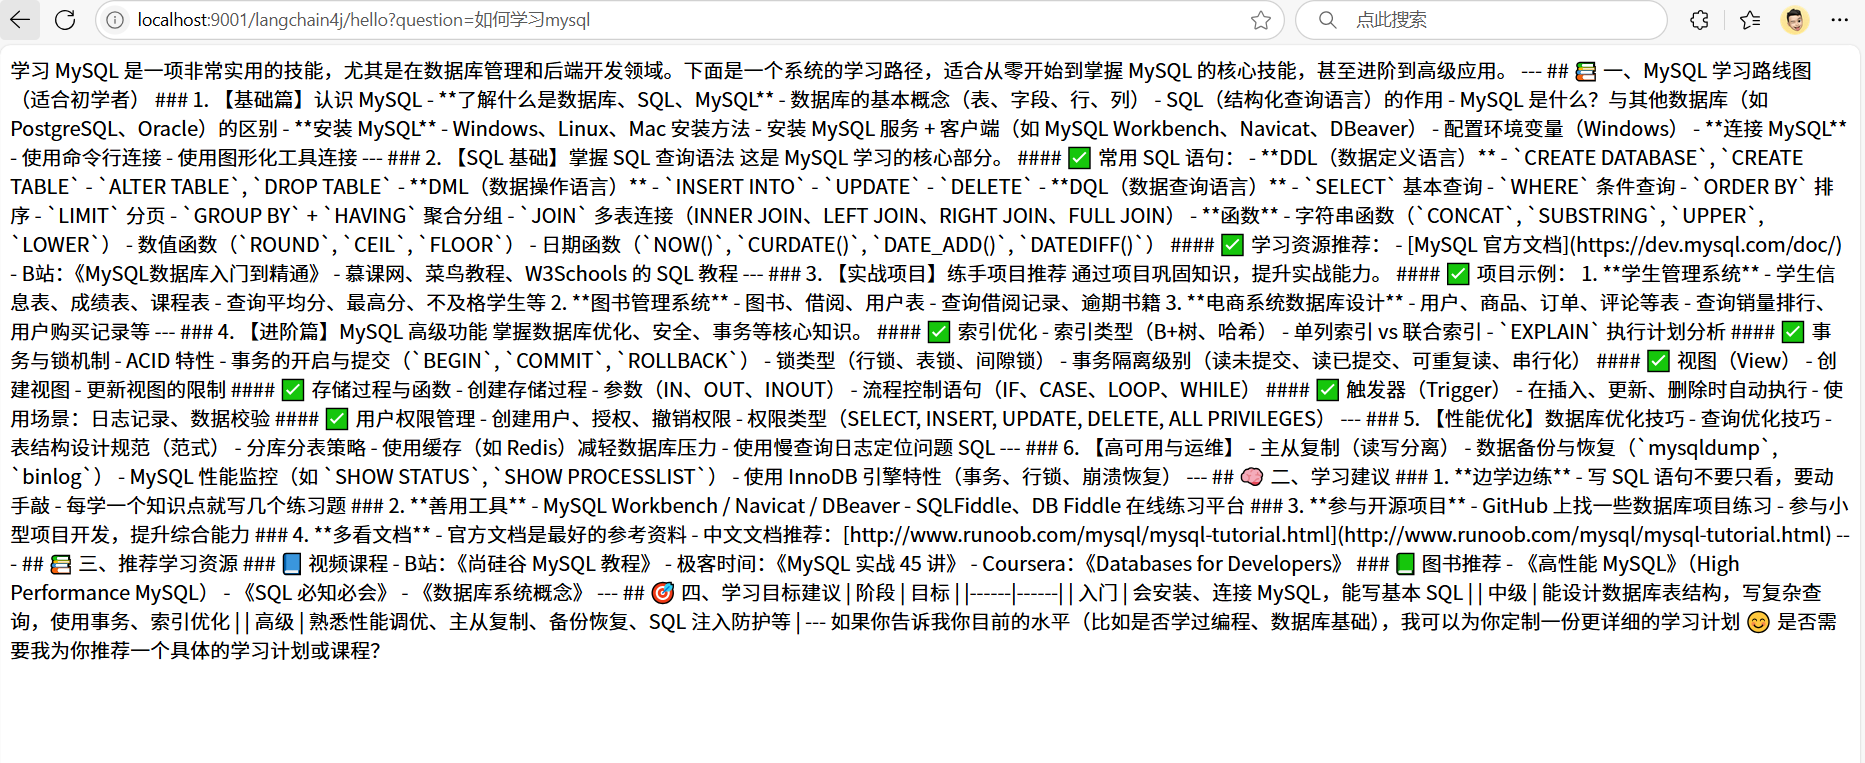 localhost:9001/langchain4j/hello?question=如何学习mysql
点此搜索
学习 MySQL 是一项非常实用的技能，尤其是在数据库管理和后端开发领域。下面是一个系统的学习路径，适合从零开始到掌握 MySQL 的核心技能，甚至进阶到高级应用。 --- ## 📚 一、MySQL 学习路线图
（适合初学者） ### 1. 【基础篇】认识 MySQL - **了解什么是数据库、SQL、MySQL** - 数据库的基本概念（表、字段、行、列） - SQL（结构化查询语言）的作用 - MySQL 是什么？与其他数据库（如
PostgreSQL、Oracle）的区别 - **安装 MySQL** - Windows、Linux、Mac 安装方法 - 安装 MySQL 服务 + 客户端（如 MySQL Workbench、Navicat、DBeaver） - 配置环境变量（Windows） - **连接 MySQL**
- 使用命令行连接 - 使用图形化工具连接 --- ### 2. 【SQL 基础】掌握 SQL 查询语法 这是 MySQL 学习的核心部分。 #### ✅ 常用 SQL 语句： - **DDL（数据定义语言）** - `CREATE DATABASE`, `CREATE
TABLE` - `ALTER TABLE`, `DROP TABLE` - **DML（数据操作语言）** - `INSERT INTO` - `UPDATE` - `DELETE` - **DQL（数据查询语言）** - `SELECT` 基本查询 - `WHERE` 条件查询 - `ORDER BY` 排
序 - `LIMIT` 分页 - `GROUP BY` + `HAVING` 聚合分组 - `JOIN` 多表连接（INNER JOIN、LEFT JOIN、RIGHT JOIN、FULL JOIN） - **函数** - 字符串函数（`CONCAT`, `SUBSTRING`, `UPPER`,
`LOWER`） - 数值函数（`ROUND`, `CEIL`, `FLOOR`） - 日期函数（`NOW()`, `CURDATE()`, `DATE_ADD()`, `DATEDIFF()`） #### ✅ 学习资源推荐： - [MySQL 官方文档](https://dev.mysql.com/doc/)
- B站：《MySQL数据库入门到精通》 - 慕课网、菜鸟教程、W3Schools 的 SQL 教程 --- ### 3. 【实战项目】练手项目推荐 通过项目巩固知识，提升实战能力。 #### ✅ 项目示例： 1. **学生管理系统** - 学生信
息表、成绩表、课程表 - 查询平均分、最高分、不及格学生等 2. **图书管理系统** - 图书、借阅、用户表 - 查询借阅记录、逾期书籍 3. **电商系统数据库设计** - 用户、商品、订单、评论等表 - 查询销量排行、
用户购买记录等 --- ### 4. 【进阶篇】MySQL 高级功能 掌握数据库优化、安全、事务等核心知识。 #### ✅ 索引优化 - 索引类型（B+树、哈希） - 单列索引 vs 联合索引 - `EXPLAIN` 执行计划分析 #### ✅ 事
务与锁机制 - ACID 特性 - 事务的开启与提交（`BEGIN`, `COMMIT`, `ROLLBACK`） - 锁类型（行锁、表锁、间隙锁） - 事务隔离级别（读未提交、读已提交、可重复读、串行化） #### ✅ 视图（View） - 创
建视图 - 更新视图的限制 #### ✅ 存储过程与函数 - 创建存储过程 - 参数（IN、OUT、INOUT） - 流程控制语句（IF、CASE、LOOP、WHILE） #### ✅ 触发器（Trigger） - 在插入、更新、删除时自动执行 - 使
用场景：日志记录、数据校验 #### ✅ 用户权限管理 - 创建用户、授权、撤销权限 - 权限类型（SELECT, INSERT, UPDATE, DELETE, ALL PRIVILEGES） --- ### 5. 【性能优化】数据库优化技巧 - 查询优化技巧 -
表结构设计规范（范式） - 分库分表策略 - 使用缓存（如 Redis）减轻数据库压力 - 使用慢查询日志定位问题 SQL --- ### 6. 【高可用与运维】 - 主从复制（读写分离） - 数据备份与恢复（`mysqldump`,
`binlog`） - MySQL 性能监控（如 `SHOW STATUS`, `SHOW PROCESSLIST`） - 使用 InnoDB 引擎特性（事务、行锁、崩溃恢复） --- ## 🧠 二、学习建议 ### 1. **边学边练** - 写 SQL 语句不要只看，要动
手敲 - 每学一个知识点就写几个练习题 ### 2. **善用工具** - MySQL Workbench / Navicat / DBeaver - SQLFiddle、DB Fiddle 在线练习平台 ### 3. **参与开源项目** - GitHub 上找一些数据库项目练习 - 参与小
型项目开发，提升综合能力 ### 4. **多看文档** - 官方文档是最好的参考资料 - 中文文档推荐：[http://www.runoob.com/mysql/mysql-tutorial.html](http://www.runoob.com/mysql/mysql-tutorial.html) --
- ## 📚 三、推荐学习资源 ### 📘 视频课程 - B站：《尚硅谷 MySQL 教程》 - 极客时间：《MySQL 实战 45 讲》 - Coursera：《Databases for Developers》 ### 📗 图书推荐 - 《高性能 MySQL》（High
Performance MySQL） - 《SQL 必知必会》 - 《数据库系统概念》 --- ## 🎯 四、学习目标建议 | 阶段 | 目标 | |------|------| | 入门 | 会安装、连接 MySQL，能写基本 SQL | | 中级 | 能设计数据库表结构，写复杂查
询，使用事务、索引优化 | | 高级 | 熟悉性能调优、主从复制、备份恢复、SQL 注入防护等 | --- 如果你告诉我你目前的水平（比如是否学过编程、数据库基础），我可以为你定制一份更详细的学习计划 😊 是否需
要我为你推荐一个具体的学习计划或课程？